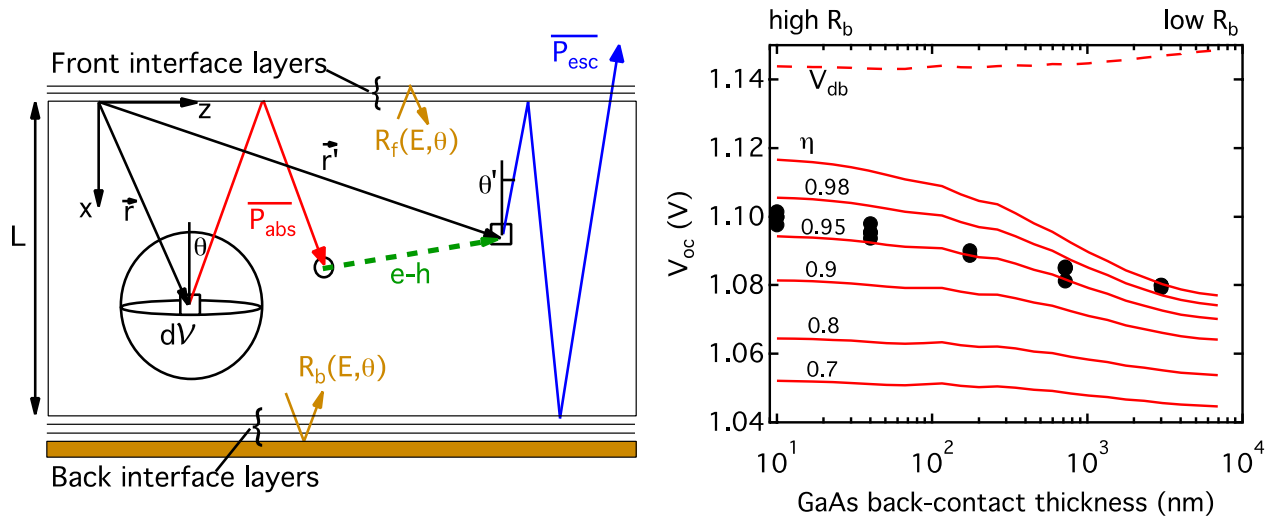 Front interface layers
P_esc
z
R_f(E,θ)
r'
θ'
x
r
P_abs
L
θ
e-h
dV
R_b(E,θ)
Back interface layers
high R_b
low R_b
1.14
V_db
1.12
η
0.98
1.10
0.95
V_oc (V)
1.08
0.9
0.8
1.06
0.7
1.04
10^1
10^2
10^3
10^4
GaAs back-contact thickness (nm)